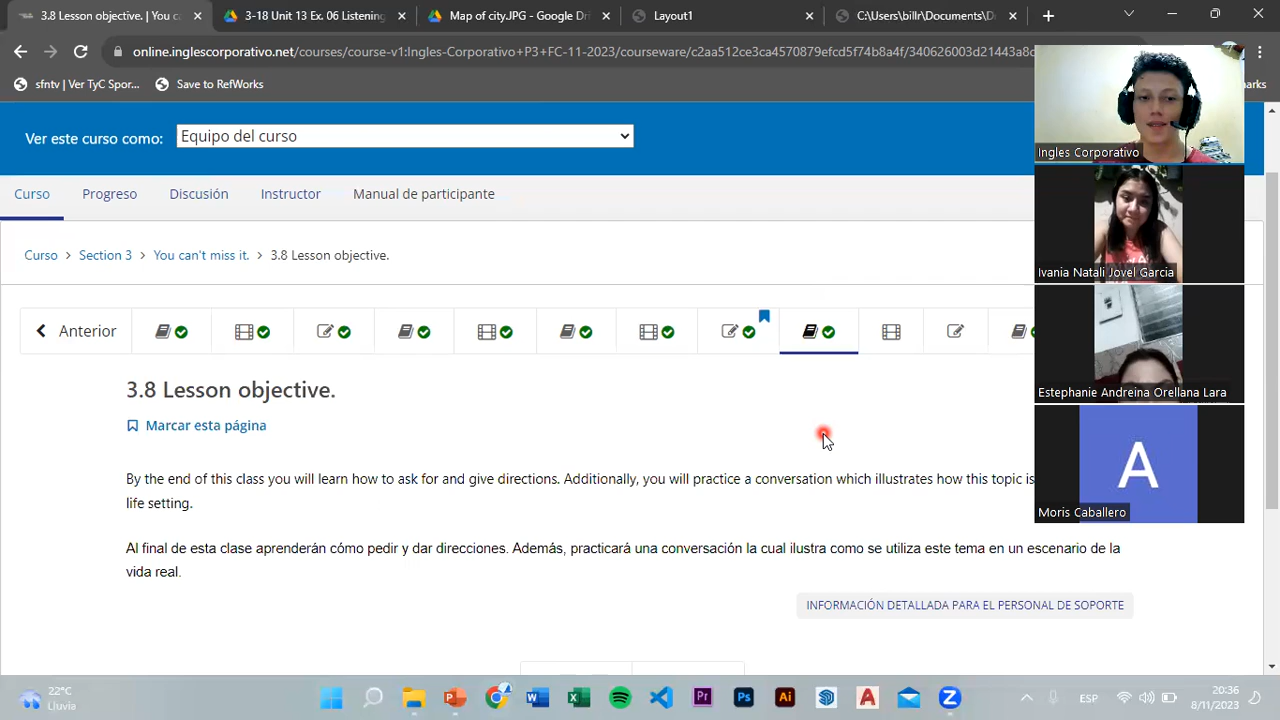 3.8 Lesson objective. | You c
3-18 Unit 13 Ex. 06 Listening
Map of city.JPG - Google Dri
Layout1
C:\Users\billr\Documents\D
online.inglescorporativo.net/courses/course-v1:Ingles-Corporativo+P3+FC-11-2023/courseware/c2aa512ce3ca4570879efcd5f74b8a4f/340626003d21443a8c
sfntv | Ver TyC Spor...
Save to RefWorks
Ver este curso como:
Equipo del curso
Ingles Corporativo
Curso
Progreso
Discusión
Instructor
Manual de participante
Curso > Section 3 > You can't miss it. > 3.8 Lesson objective.
Ivania Natali Jovel Garcia
Anterior
3.8 Lesson objective.
Marcar esta página
Estephanie Andreina Orellana Lara
By the end of this class you will learn how to ask for and give directions. Additionally, you will practice a conversation which illustrates how this topic is
life setting.
A
Moris Caballero
Al final de esta clase aprenderán cómo pedir y dar direcciones. Además, practicará una conversación la cual ilustra como se utiliza este tema en un escenario de la
vida real.
INFORMACIÓN DETALLADA PARA EL PERSONAL DE SOPORTE
22°C
Lluvia
ESP
20:36
8/11/2023